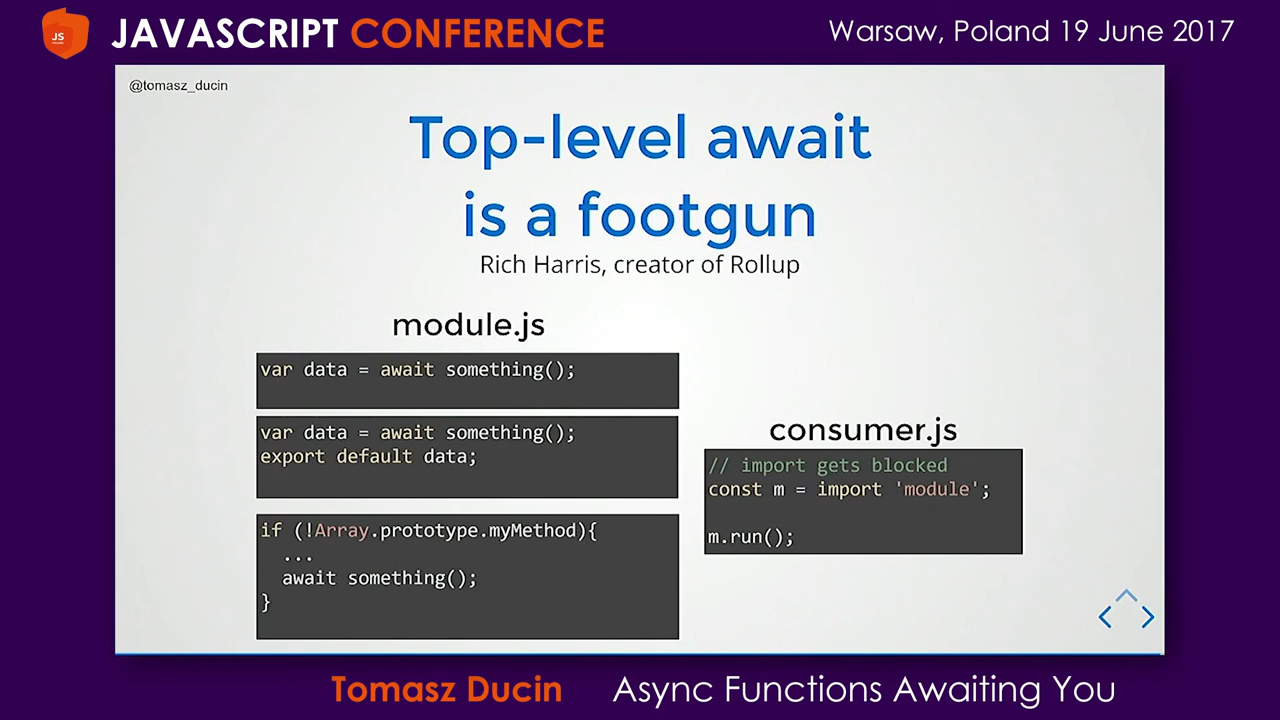 JS
JAVASCRIPT CONFERENCE
Warsaw, Poland 19 June 2017
@tomasz_ducin
Top-level await
is a footgun
Rich Harris, creator of Rollup
module.js
var data = await something();
var data = await something();
export default data;
if (!Array.prototype.myMethod){
...
await something();
}
consumer.js
// import gets blocked
const m = import 'module';
m.run();
Tomasz Ducin
Async Functions Awaiting You